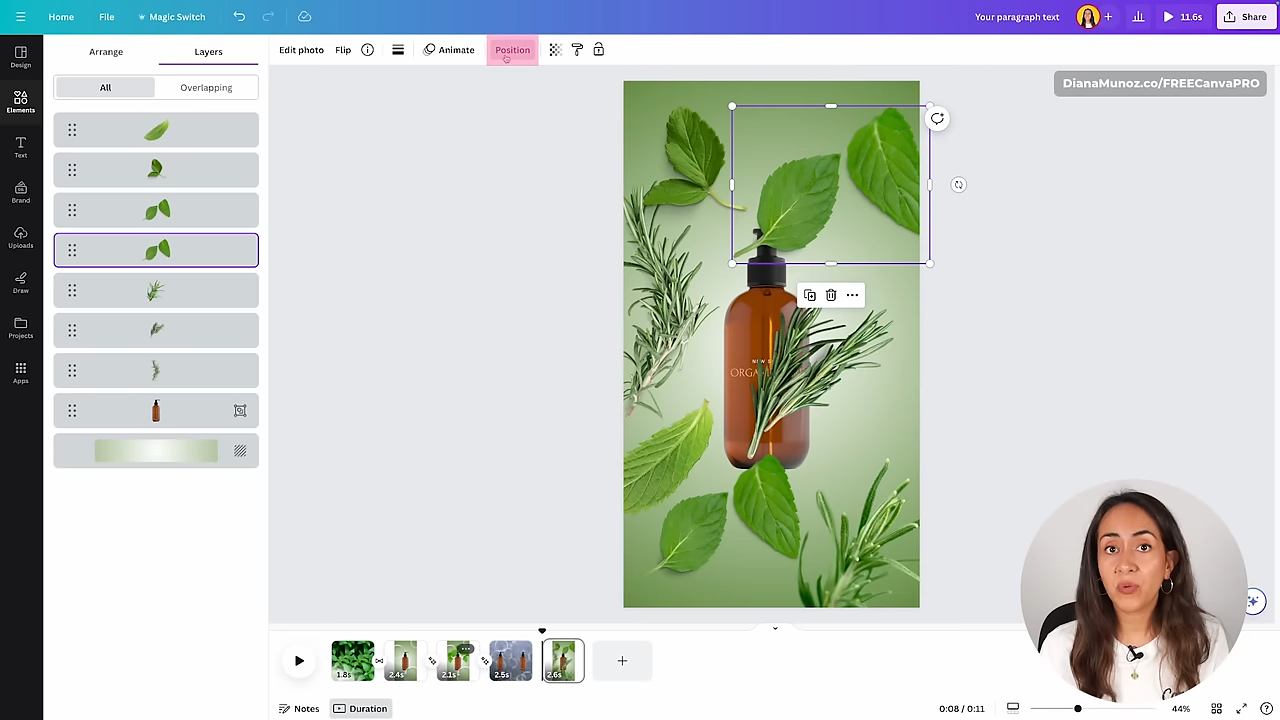 Home
File
Magic Switch
Your paragraph text
11.6s
Share
Design
Elements
Text
Brand
Uploads
Draw
Projects
Apps
Arrange
Layers
All
Overlapping
Edit photo
Flip
Animate
Position
DianaMunoz.co/FREECanvaPRO
NEW
ORGA
1.8s
2.4s
2.1s
2.5s
2.6s
Notes
Duration
0:08 / 0:11
44%